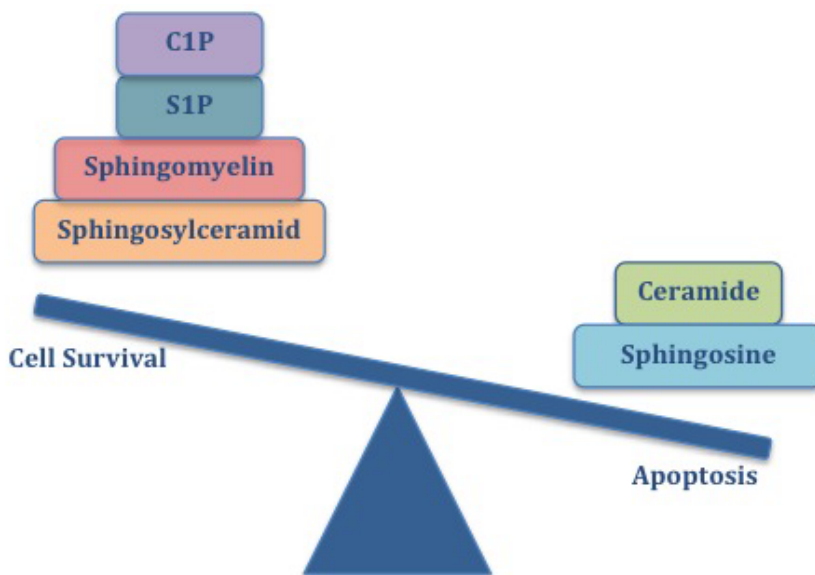 C1P
S1P
Sphingomyelin
Sphingosylceramid
Ceramide
Sphingosine
Cell Survival
Apoptosis